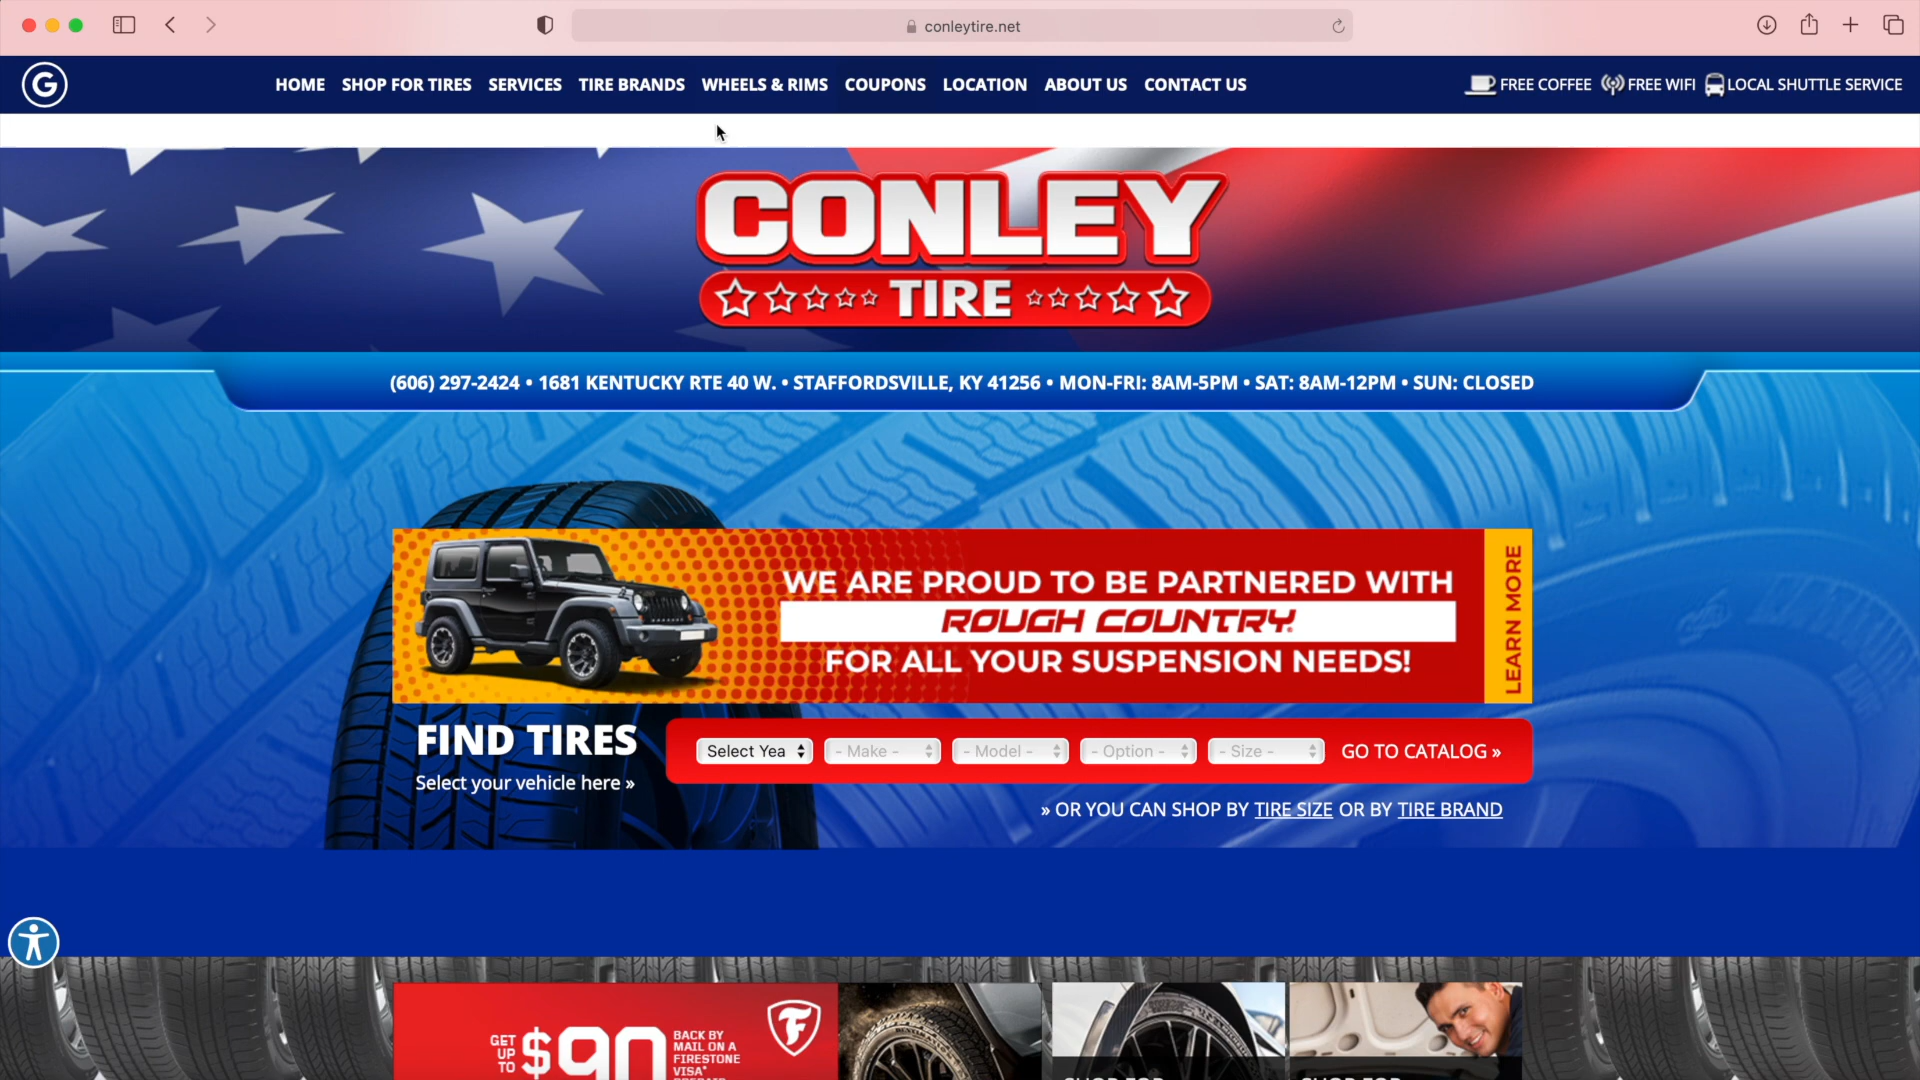 conleytire.net
G
HOME SHOP FOR TIRES SERVICES TIRE BRANDS WHEELS & RIMS COUPONS LOCATION ABOUT US CONTACT US
FREE COFFEE FREE WIFI LOCAL SHUTTLE SERVICE
CONLEY
TIRE
(606) 297-2424 • 1681 KENTUCKY RTE 40 W. • STAFFORDSVILLE, KY 41256 • MON-FRI: 8AM-5PM • SAT: 8AM-12PM • SUN: CLOSED
WE ARE PROUD TO BE PARTNERED WITH
ROUGH COUNTRY®
FOR ALL YOUR SUSPENSION NEEDS!
LEARN MORE
FIND TIRES
Select your vehicle here »
Select Yea - Make - - Model - - Option - - Size - GO TO CATALOG »
» OR YOU CAN SHOP BY TIRE SIZE OR BY TIRE BRAND
GET
UP
TO
$90
BACK BY
MAIL ON A
FIRESTONE
VISA*
PREPAID
F
SHOP FOR
SHOP FOR